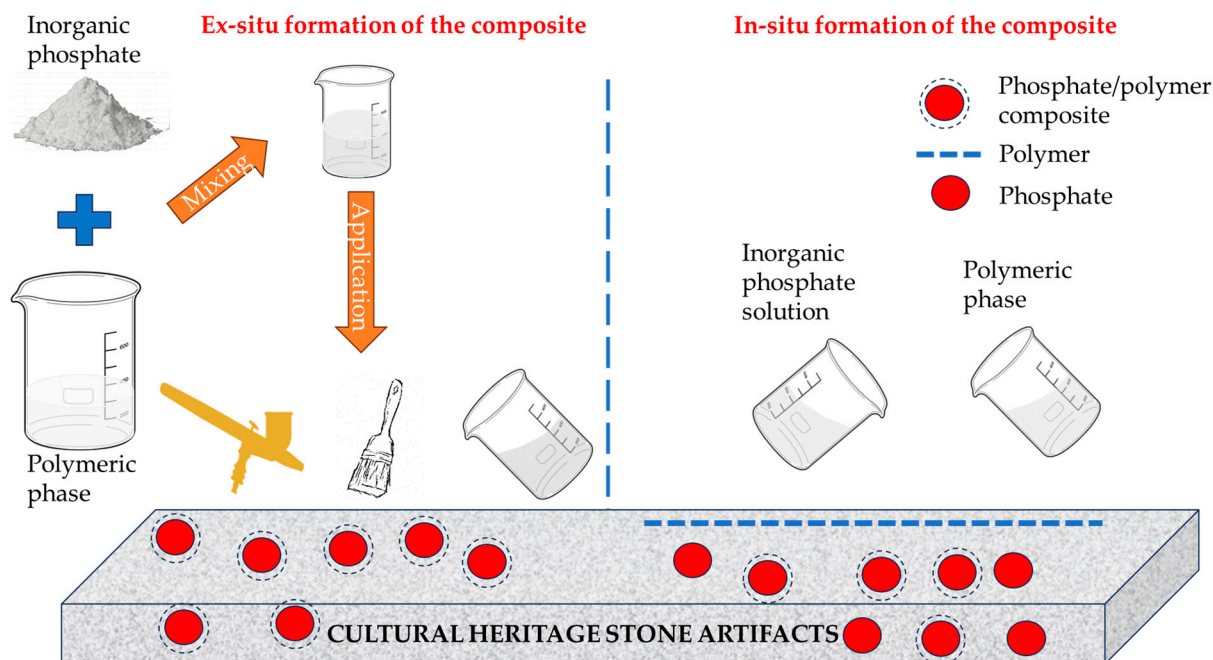 Inorganic
phosphate
Ex-situ formation of the composite
In-situ formation of the composite
Phosphate/polymer
composite
Polymer
Phosphate
Mixing
Application
Inorganic
phosphate
solution
Polymeric
phase
600
Polymeric
phase
CULTURAL HERITAGE STONE ARTIFACTS